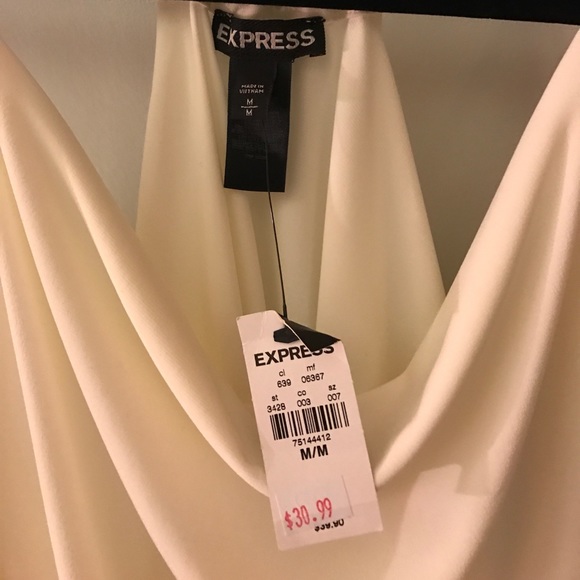 EXPRESS
MADE IN
VIETNAM
M
M
EXPRESS
cl mf
639 06367
st co sz
3428 003 007
75144412
M/M
$30.99
$39.90